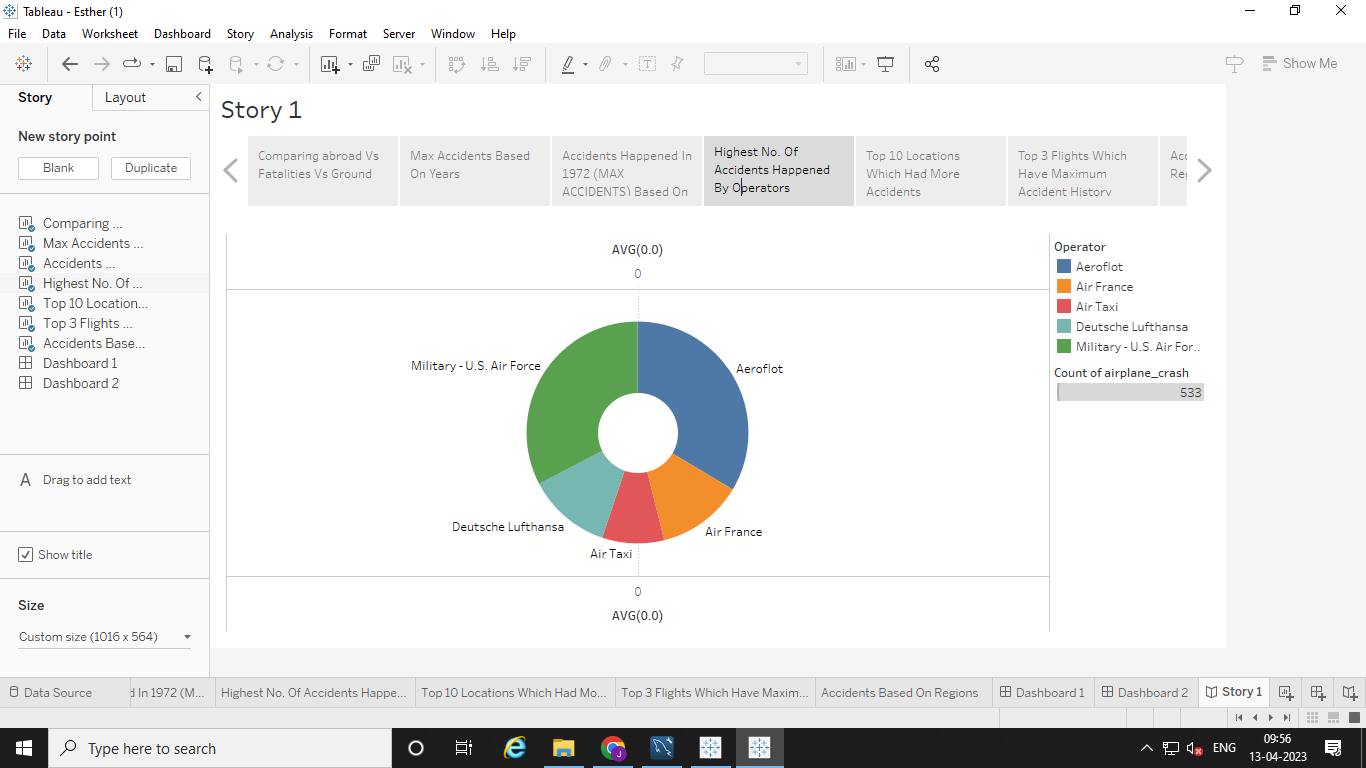 Tableau - Esther (1)
File Data Worksheet Dashboard Story Analysis Format Server Window Help
Show Me
Story Layout
New story point
Blank Duplicate
Comparing ...
Max Accidents ...
Accidents ...
Highest No. Of ...
Top 10 Location...
Top 3 Flights ...
Accidents Base...
Dashboard 1
Dashboard 2
A Drag to add text
Show title
Size
Custom size (1016 x 564)
Story 1
Comparing abroad Vs
Fatalities Vs Ground
Max Accidents Based
On Years
Accidents Happened In
1972 (MAX
ACCIDENTS) Based On
Highest No. Of
Accidents Happened
By Operators
Top 10 Locations
Which Had More
Accidents
Top 3 Flights Which
Have Maximum
Accident History
Acc
Reg
AVG(0.0)
0
Military - U.S. Air Force
Aeroflot
Deutsche Lufthansa
Air Taxi
Air France
0
AVG(0.0)
Operator
Aeroflot
Air France
Air Taxi
Deutsche Lufthansa
Military - U.S. Air For..
Count of airplane_crash
533
Data Source d In 1972 (M... Highest No. Of Accidents Happe... Top 10 Locations Which Had Mo... Top 3 Flights Which Have Maxim... Accidents Based On Regions Dashboard 1 Dashboard 2 Story 1
Type here to search
J
ENG
09:56
13-04-2023